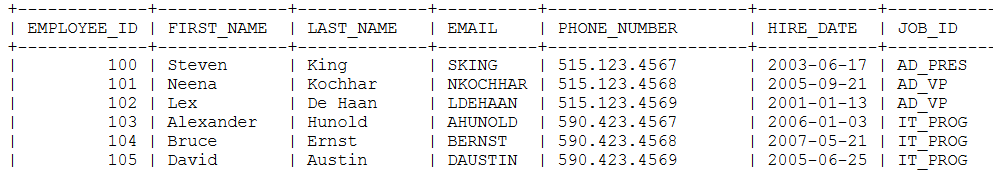 +-------------+------------+-------------+----------+--------------------+------------+-----------
| EMPLOYEE_ID | FIRST_NAME | LAST_NAME | EMAIL | PHONE_NUMBER | HIRE_DATE | JOB_ID
+-------------+------------+-------------+----------+--------------------+------------+-----------
| 100 | Steven | King | SKING | 515.123.4567 | 2003-06-17 | AD_PRES
| 101 | Neena | Kochhar | NKOCHHAR | 515.123.4568 | 2005-09-21 | AD_VP
| 102 | Lex | De Haan | LDEHAAN | 515.123.4569 | 2001-01-13 | AD_VP
| 103 | Alexander | Hunold | AHUNOLD | 590.423.4567 | 2006-01-03 | IT_PROG
| 104 | Bruce | Ernst | BERNST | 590.423.4568 | 2007-05-21 | IT_PROG
| 105 | David | Austin | DAUSTIN | 590.423.4569 | 2005-06-25 | IT_PROG